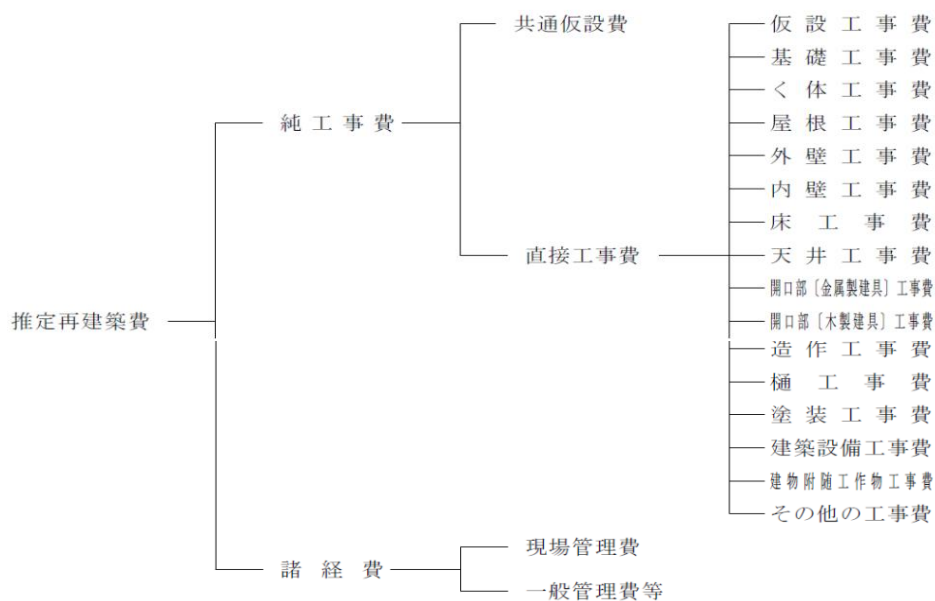 共通仮設費
仮設工事費
基礎工事費
く体工事費
純工事費
屋根工事費
外壁工事費
内壁工事費
床工事費
直接工事費
天井工事費
開口部〔金属製建具〕工事費
推定再建築費
開口部〔木製建具〕工事費
造作工事費
樋工事費
塗装工事費
建築設備工事費
建物附随工作物工事費
その他の工事費
現場管理費
諸経費
一般管理費等